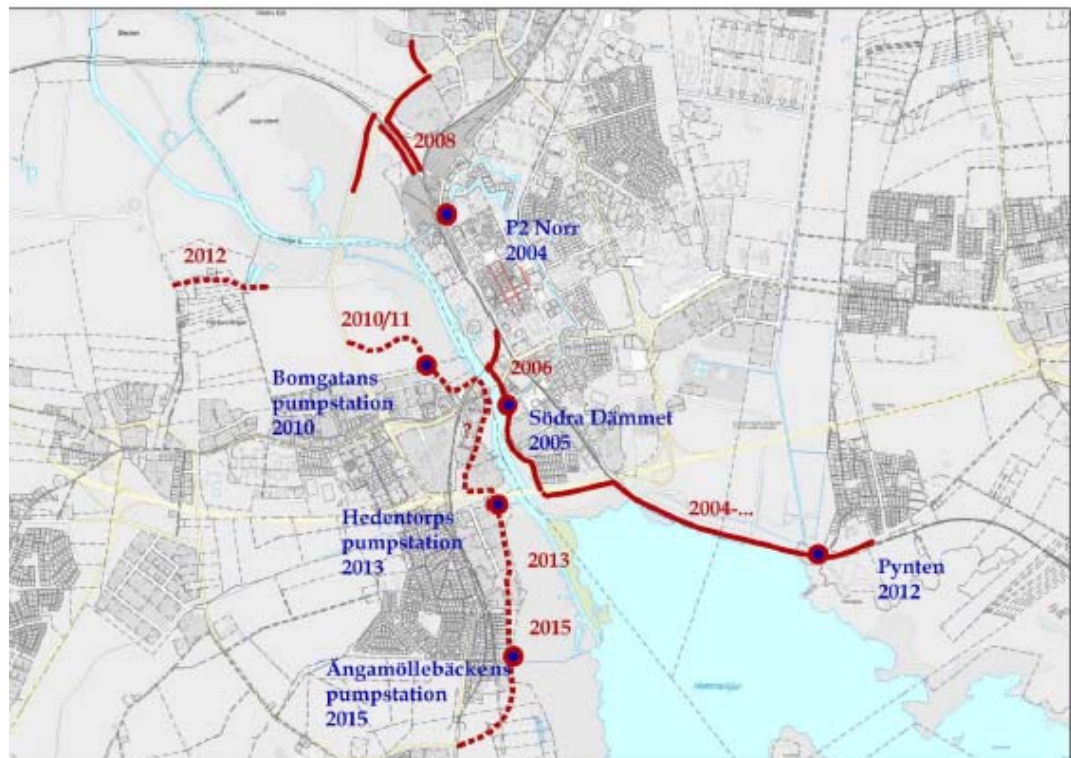 2008
P2 Norr
2004
2012
2010/11
2006
Bomgatans
pumpstation
2010
Södra Dämmet
2005
?
Hedentorps
pumpstation
2013
2004-...
2013
Pynten
2012
2015
Ängamöllebäckens
pumpstation
2015